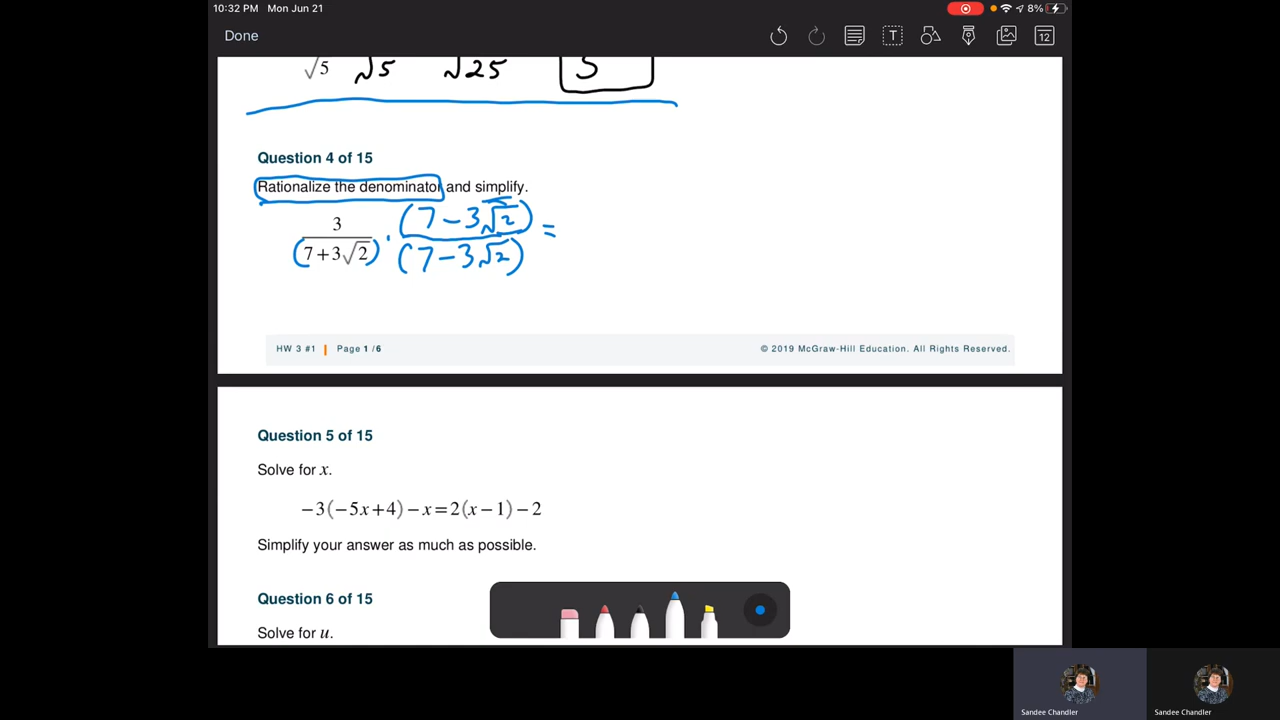 10:32 PM Mon Jun 21 8%
Done T 12
√5 √5 √25 5
Question 4 of 15
Rationalize the denominator and simplify.
3/(7+3√2) · (7−3√2)/(7−3√2) =
HW 3 #1 | Page 1 /6 © 2019 McGraw-Hill Education. All Rights Reserved.
Question 5 of 15
Solve for x.
−3(−5x+4)−x=2(x−1)−2
Simplify your answer as much as possible.
Question 6 of 15
Solve for u.
Sandee Chandler Sandee Chandler